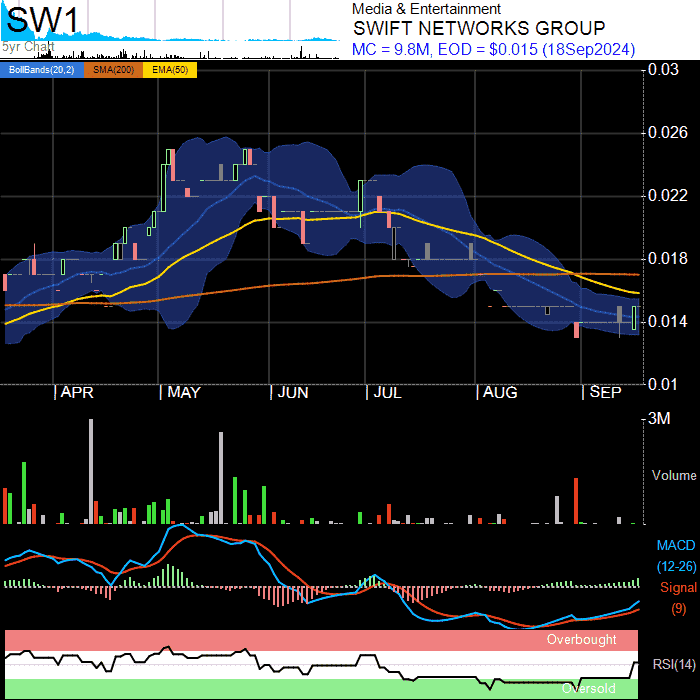 SW1
5yr Chart
Media & Entertainment
SWIFT NETWORKS GROUP
MC = 9.8M, EOD = $0.015 (18Sep2024)
BollBands(20,2) SMA(200) EMA(50)
0.03
0.026
0.022
0.018
0.014
0.01
APR MAY JUN JUL AUG SEP
3M
Volume
MACD
(12-26)
Signal
(9)
Overbought
RSI(14)
Oversold